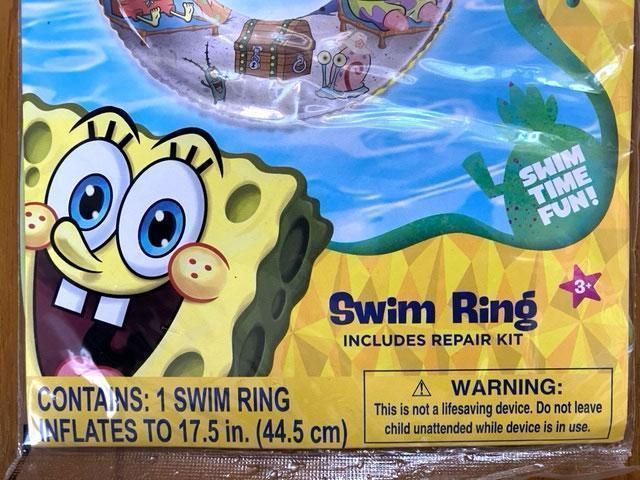 SWIM
TIME
FUN!
3+
Swim Ring
INCLUDES REPAIR KIT
CONTAINS: 1 SWIM RING
INFLATES TO 17.5 in. (44.5 cm)
⚠ WARNING:
This is not a lifesaving device. Do not leave
child unattended while device is in use.